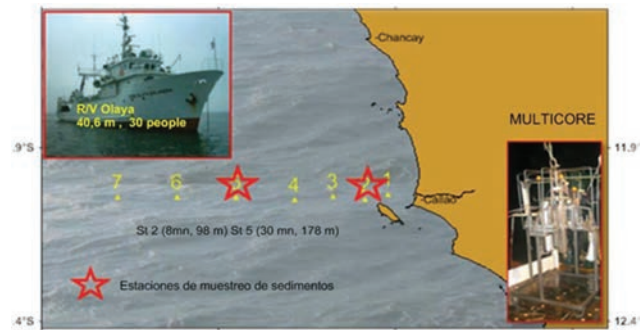 -Chancay
R/V Olaya
40,6 m , 30 people
MULTICORE
.9°S
11.9°
7
6
4
3
1
-Callao
St 2 (8mn, 98 m) St 5 (30 mn, 178 m)
Estaciones de muestreo de sedimentos
.4°S
12.4°